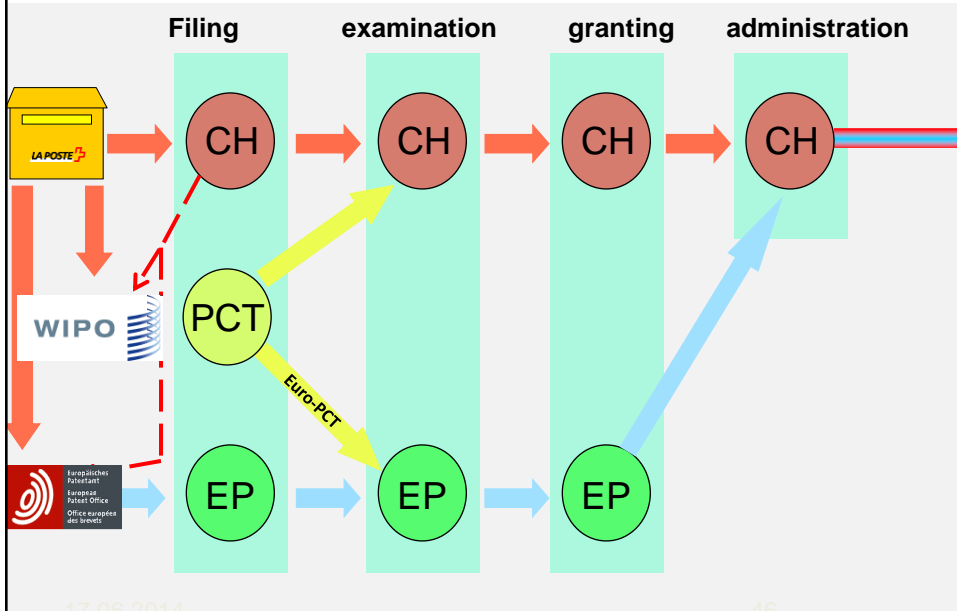 Filing examination granting administration
LA POSTE
CH CH CH CH
WIPO
PCT
Euro-PCT
Europäisches
Patentamt
European
Patent Office
Office européen
des brevets
EP EP EP
17.06.2014 46